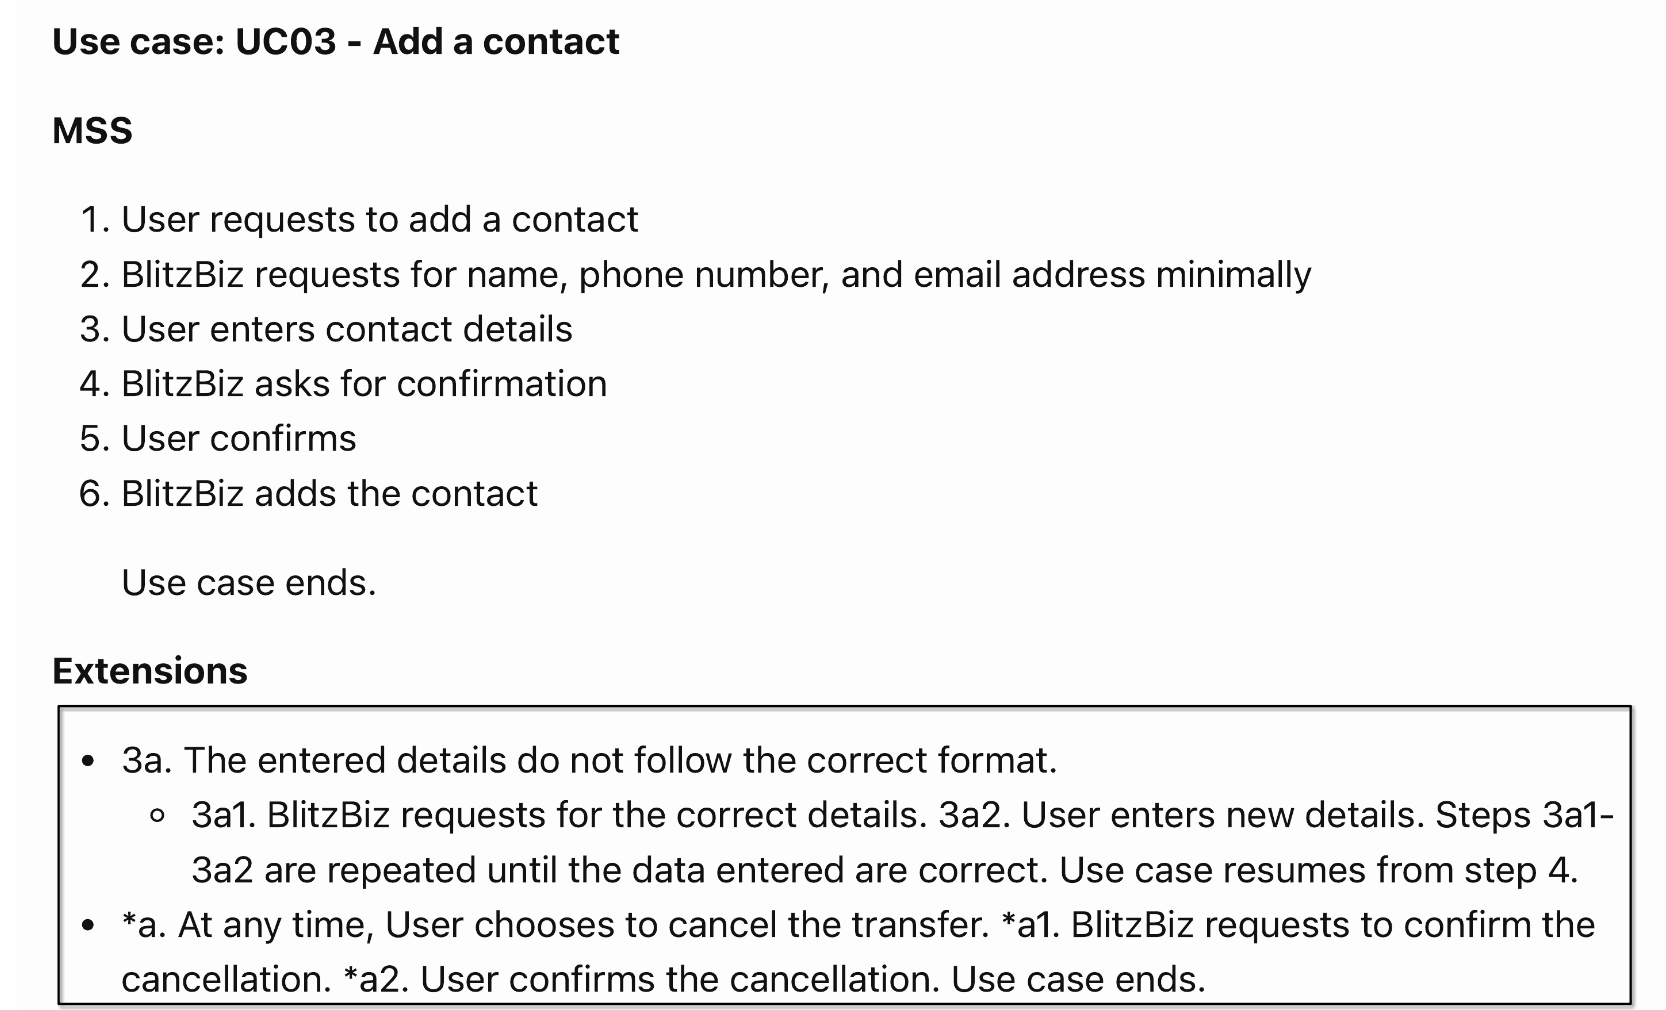 Use case: UC03 - Add a contact
MSS
1. User requests to add a contact
2. BlitzBiz requests for name, phone number, and email address minimally
3. User enters contact details
4. BlitzBiz asks for confirmation
5. User confirms
6. BlitzBiz adds the contact
Use case ends.
Extensions
• 3a. The entered details do not follow the correct format.
◦ 3a1. BlitzBiz requests for the correct details. 3a2. User enters new details. Steps 3a1-
3a2 are repeated until the data entered are correct. Use case resumes from step 4.
• *a. At any time, User chooses to cancel the transfer. *a1. BlitzBiz requests to confirm the
cancellation. *a2. User confirms the cancellation. Use case ends.